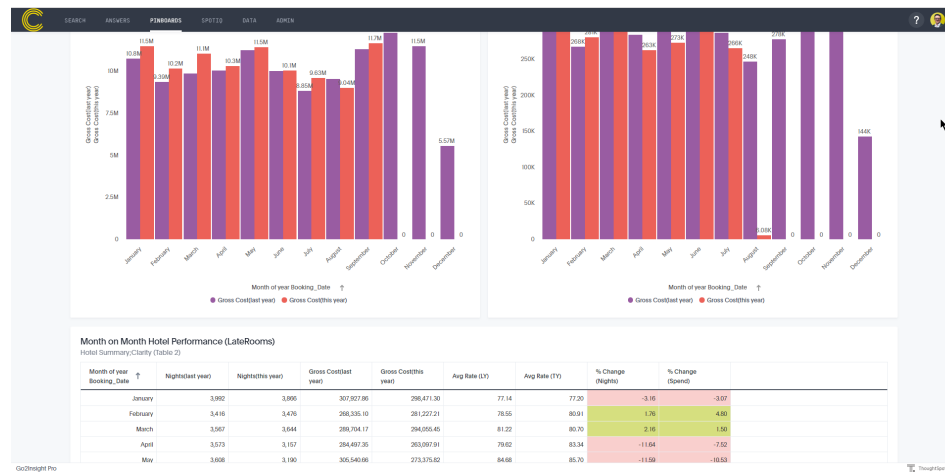 SEARCH ANSWERS PINBOARDS SPOTIQ DATA ADMIN ?
11.5M 11.1M 11.5M 11.7M 11.5M
10.8M 10.2M 10.3M 10.1M
9.39M 8.85M 9.63M 9.04M
5.57M
10M
7.5M
5M
2.5M
0
Gross Cost(last year)
Gross Cost(this year)
0 0 0
January February March April May June July August September October November December
Month of year Booking_Date ↑
Gross Cost(last year) Gross Cost(this year)
268K 281K 263K 273K 266K 248K 278K
144K
1.08K
250K
200K
150K
100K
50K
0
Gross Cost(last year)
Gross Cost(this year)
0 0 0 0
January February March April May June July August September October November December
Month of year Booking_Date ↑
Gross Cost(last year) Gross Cost(this year)
Month on Month Hotel Performance (LateRooms)
Hotel Summary;Clarity (Table 2)
Month of year Booking_Date ↑ Nights(last year) Nights(this year) Gross Cost(last year) Gross Cost(this year) Avg Rate (LY) Avg Rate (TY) % Change (Nights) % Change (Spend)
January 3,992 3,866 307,927.86 298,471.30 77.14 77.20 -3.16 -3.07
February 3,416 3,476 268,335.10 281,227.21 78.55 80.91 1.76 4.80
March 3,567 3,644 289,704.17 294,055.45 81.22 80.70 2.16 1.50
April 3,573 3,157 284,497.35 263,097.91 79.62 83.34 -11.64 -7.52
May 3,608 3,190 305,540.66 273,375.82 84.68 85.70 -11.59 -10.53
Go2Insight Pro
ThoughtSpot